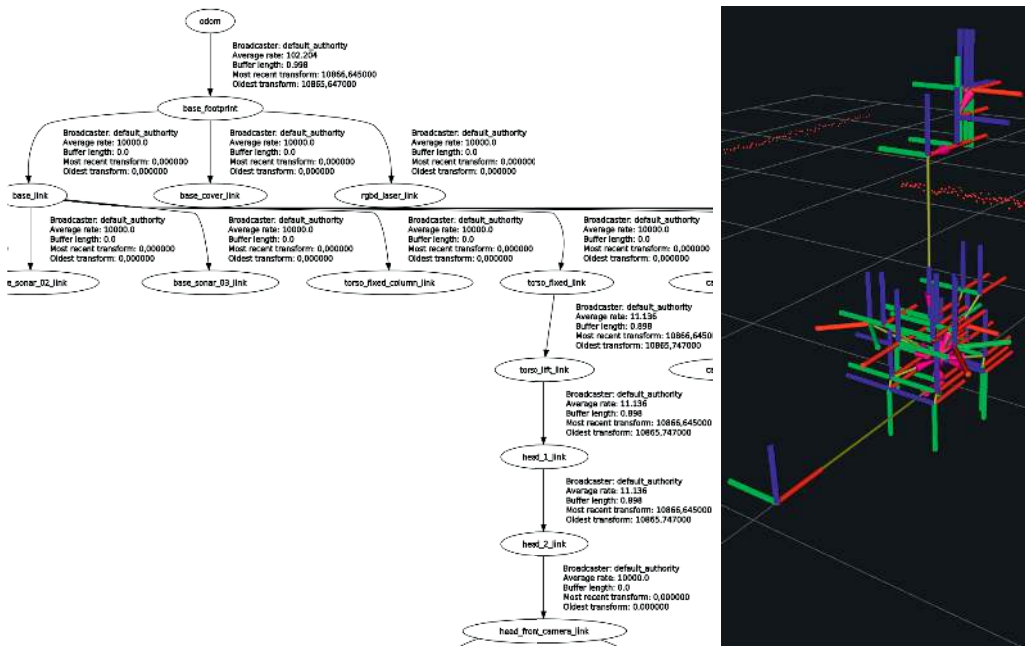 odom
Broadcaster: default_authority
Average rate: 102.204
Buffer length: 0.998
Most recent transform: 10866,645000
Oldest transform: 10865,647000
base_footprint
Broadcaster: default_authority
Average rate: 10000.0
Buffer length: 0.0
Most recent transform: 0,000000
Oldest transform: 0,000000
Broadcaster: default_authority
Average rate: 10000.0
Buffer length: 0.0
Most recent transform: 0,000000
Oldest transform: 0,000000
Broadcaster: default_authority
Average rate: 10000.0
Buffer length: 0.0
Most recent transform: 0,000000
Oldest transform: 0,000000
base_link
base_cover_link
rgbd_laser_link
Broadcaster: default_authority
Average rate: 10000.0
Buffer length: 0.0
Most recent transform: 0,000000
Oldest transform: 0,000000
Broadcaster: default_authority
Average rate: 10000.0
Buffer length: 0.0
Most recent transform: 0,000000
Oldest transform: 0,000000
Broadcaster: default_authority
Average rate: 10000.0
Buffer length: 0.0
Most recent transform: 0,000000
Oldest transform: 0,000000
Broadcaster: default_authority
Average rate: 10000.0
Buffer length: 0.0
Most recent transform: 0,000000
Oldest transform: 0,000000
e_sonar_02_link
base_sonar_03_link
torso_fixed_column_link
torso_fixed_link
ca
Broadcaster: default_authority
Average rate: 11.136
Buffer length: 0.898
Most recent transform: 10866,645000
Oldest transform: 10865,747000
torso_lift_link
ca
Broadcaster: default_authority
Average rate: 11.136
Buffer length: 0.898
Most recent transform: 10866,645000
Oldest transform: 10865,747000
head_1_link
Broadcaster: default_authority
Average rate: 11.136
Buffer length: 0.898
Most recent transform: 10866,645000
Oldest transform: 10865,747000
head_2_link
Broadcaster: default_authority
Average rate: 10000.0
Buffer length: 0.0
Most recent transform: 0,000000
Oldest transform: 0,000000
head_front_camera_link